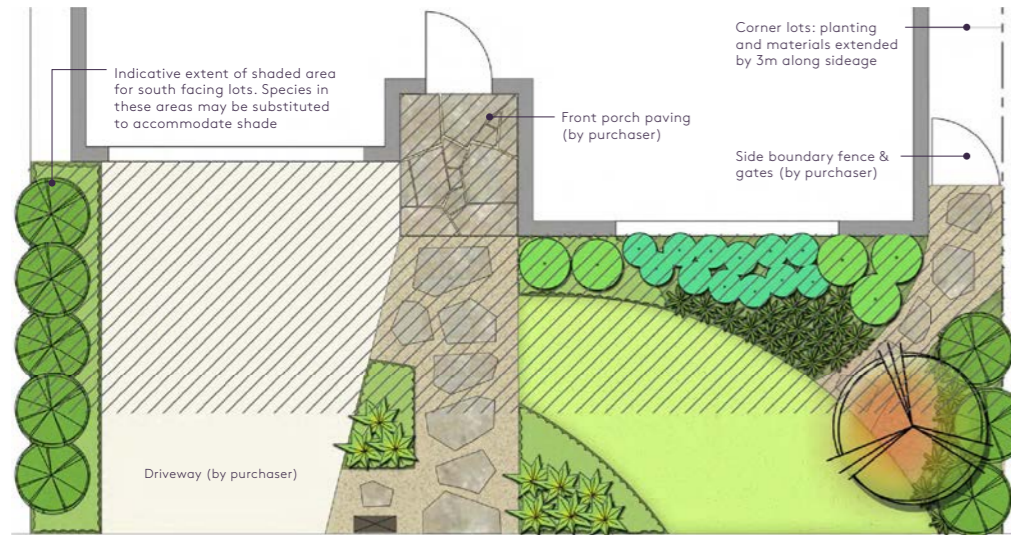 Indicative extent of shaded area
for south facing lots. Species in
these areas may be substituted
to accommodate shade
Front porch paving
(by purchaser)
Corner lots: planting
and materials extended
by 3m along sideage
Side boundary fence &
gates (by purchaser)
Driveway (by purchaser)